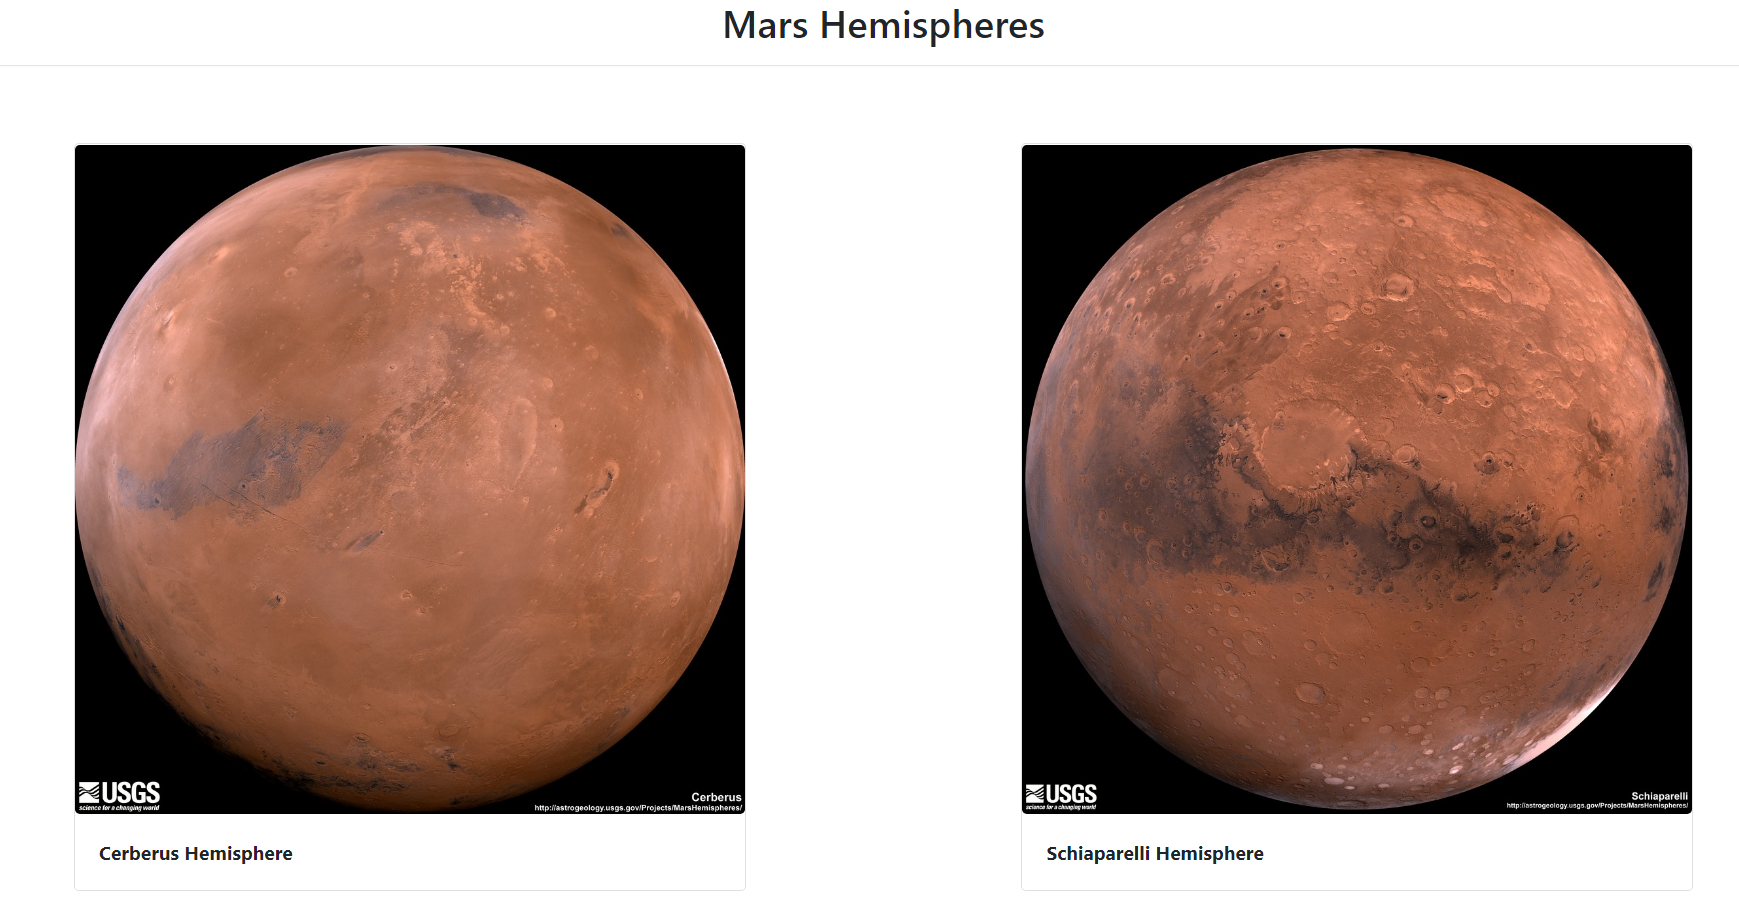 Mars Hemispheres
USGS
science for a changing world
Cerberus
http://astrogeology.usgs.gov/Projects/MarsHemispheres/
USGS
science for a changing world
Schiaparelli
http://astrogeology.usgs.gov/Projects/MarsHemispheres/
Cerberus Hemisphere
Schiaparelli Hemisphere